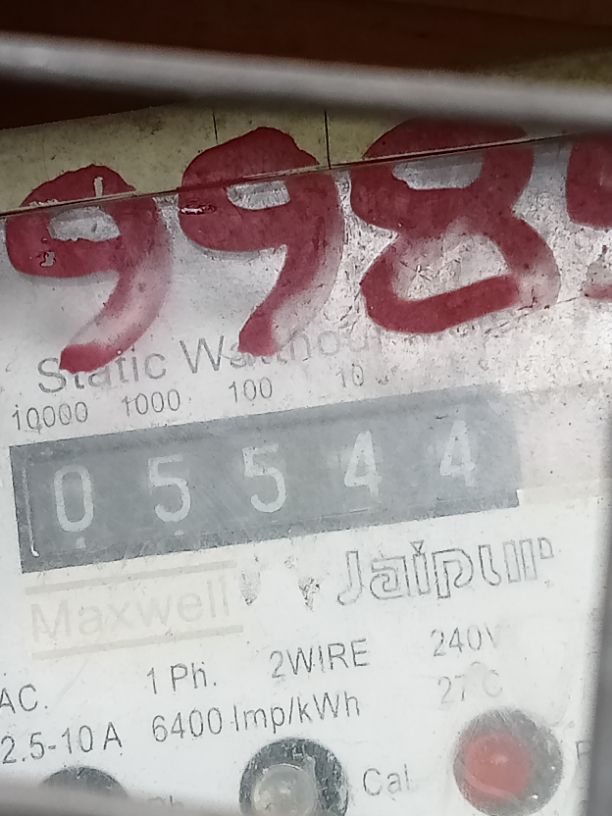 998
Static Watthour
10000 1000 100 10
05544
Maxwell Jaipur
AC. 1 Ph. 2WIRE 240V
2.5-10 A 6400 Imp/kWh 27°C
Cal